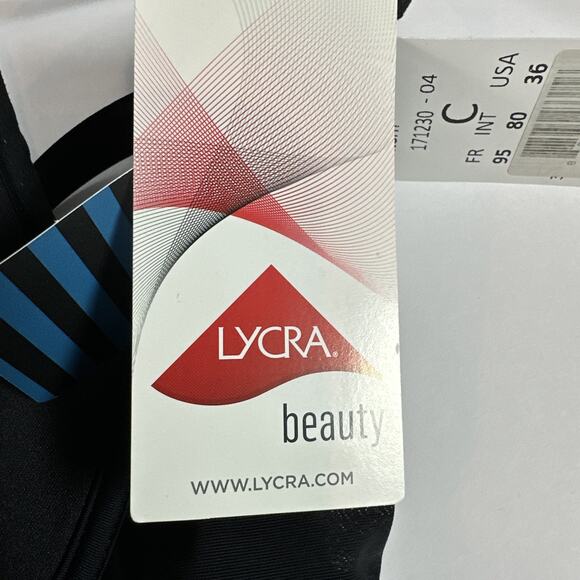 LYCRA®
beauty
WWW.LYCRA.COM
171230 - 04
C
FR INT USA
95 80 36